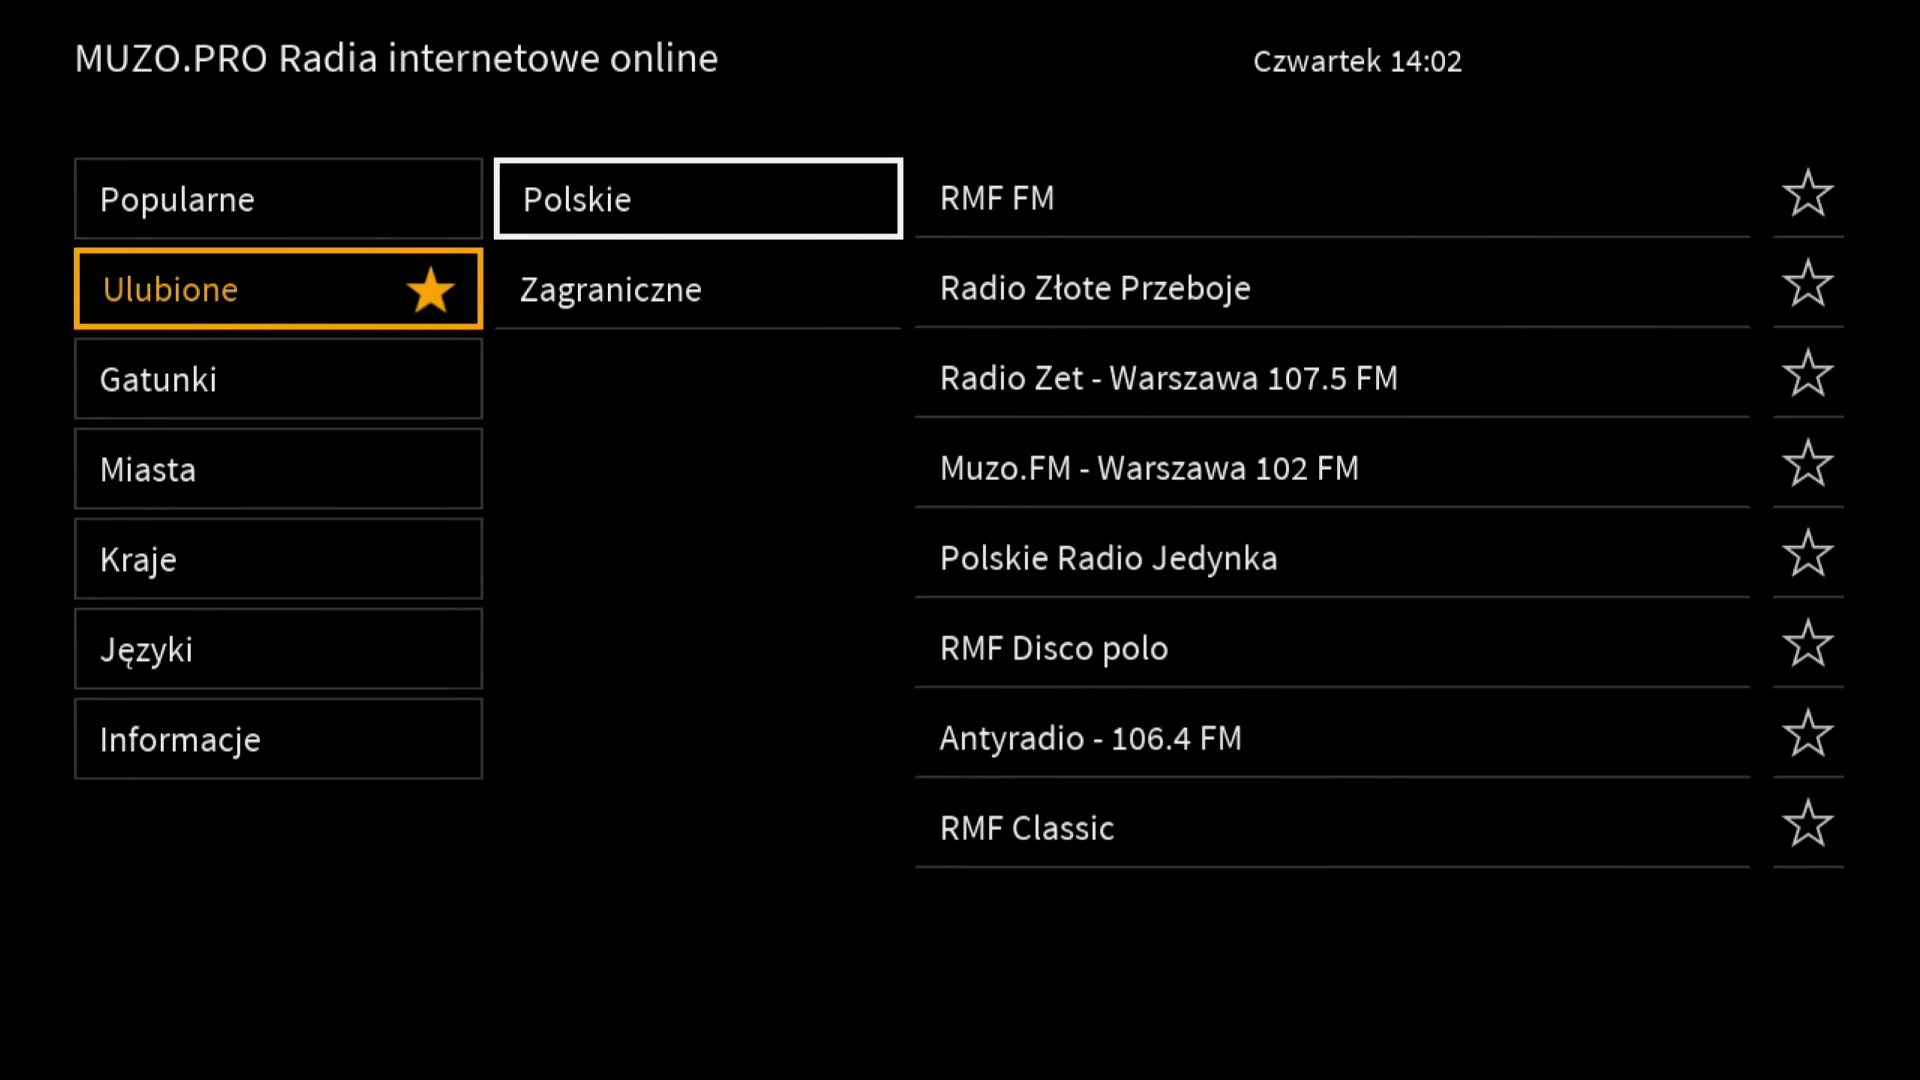 MUZO.PRO Radia internetowe online
Czwartek 14:02
Popularne
Ulubione
Gatunki
Miasta
Kraje
Języki
Informacje
Polskie
Zagraniczne
RMF FM
Radio Złote Przeboje
Radio Zet - Warszawa 107.5 FM
Muzo.FM - Warszawa 102 FM
Polskie Radio Jedynka
RMF Disco polo
Antyradio - 106.4 FM
RMF Classic